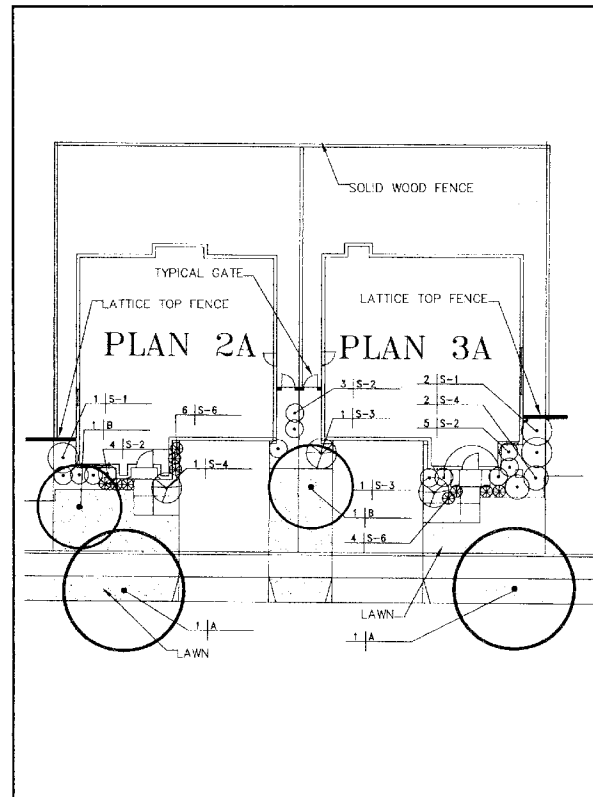 SOLID WOOD FENCE
TYPICAL GATE
LATTICE TOP FENCE
LATTICE TOP FENCE
PLAN 2A
PLAN 3A
3 S-2
2 S-1
1 S-1
6 S-6
2 S-4
1 B
1 S-3
5 S-2
4 S-2
1 S-4
1 S-3
1 B
4 S-6
LAWN
1 A
1 A
LAWN